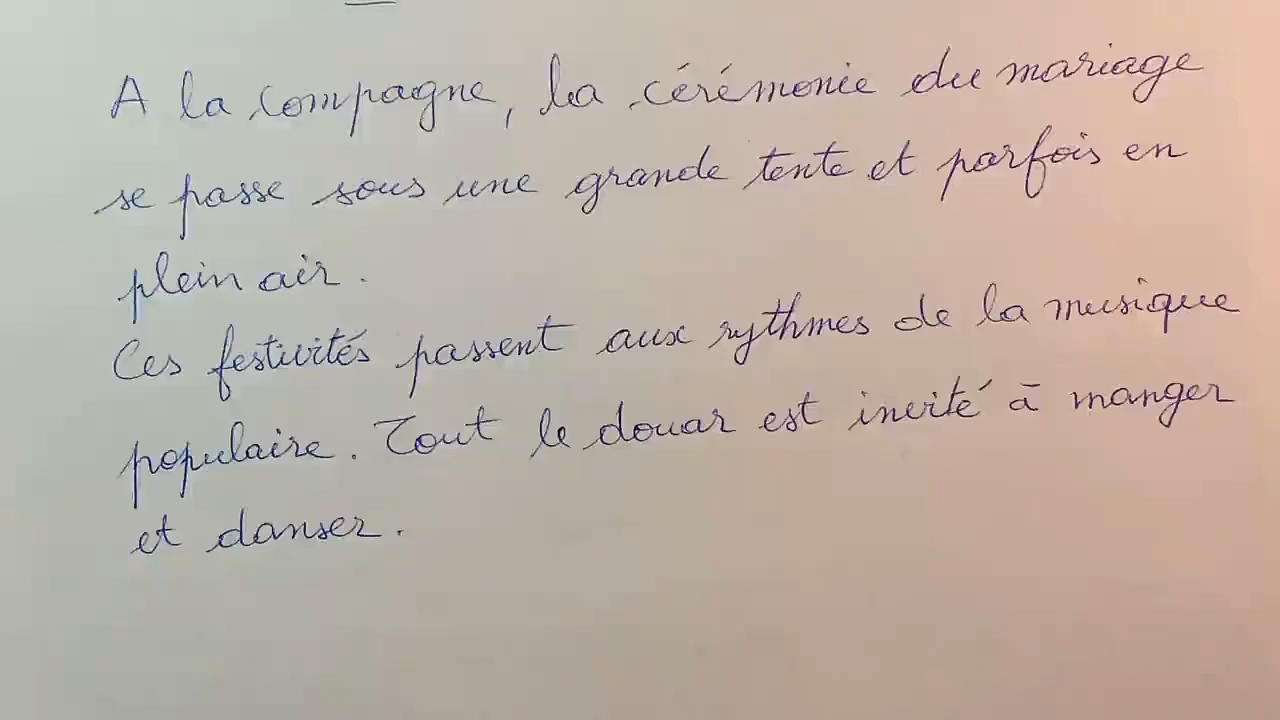 A la compagne, la cérémonie du mariage
se passe sous une grande tente et parfois en
plein air.
Ces festivités passent aux rythmes de la musique
populaire. Tout le douar est invité à manger
et danser.